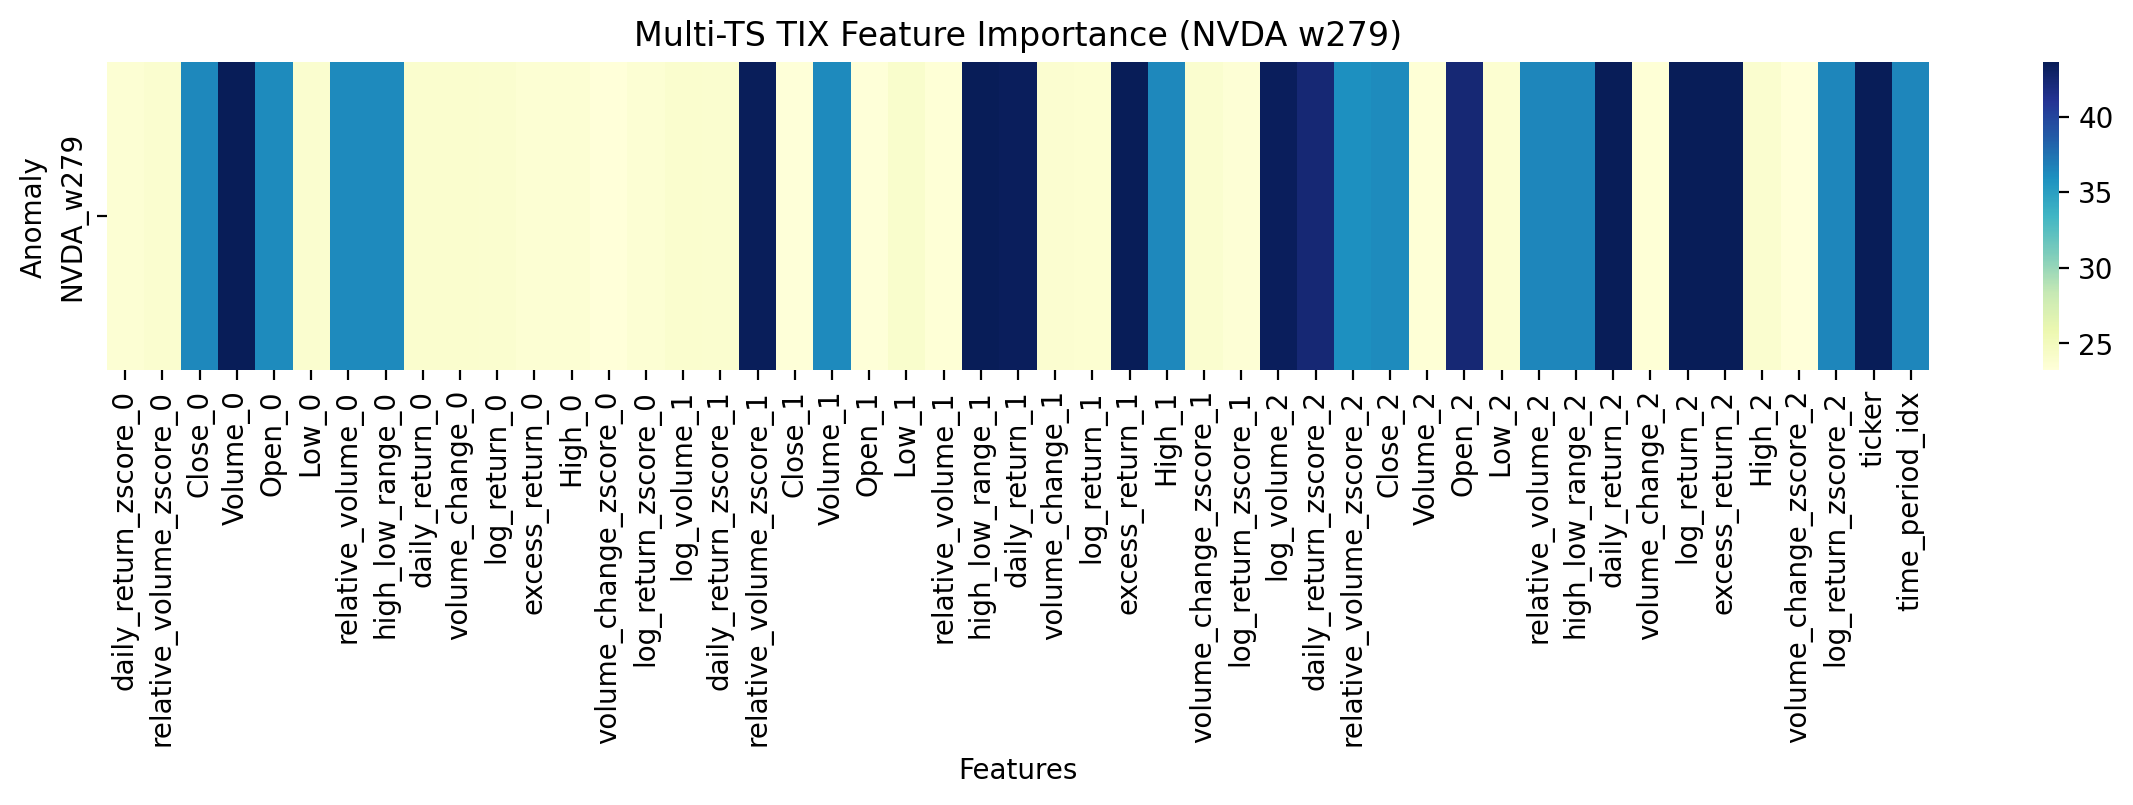 Multi-TS TIX Feature Importance (NVDA w279)
Anomaly
NVDA_w279
40
35
30
25
daily_return_zscore_0
relative_volume_zscore_0
Close_0
Volume_0
Open_0
Low_0
relative_volume_0
high_low_range_0
daily_return_0
volume_change_0
log_return_0
excess_return_0
High_0
volume_change_zscore_0
log_return_zscore_0
log_volume_1
daily_return_zscore_1
relative_volume_zscore_1
Close_1
Volume_1
Open_1
Low_1
relative_volume_1
high_low_range_1
daily_return_1
volume_change_1
log_return_1
excess_return_1
High_1
volume_change_zscore_1
log_return_zscore_1
log_volume_2
daily_return_zscore_2
relative_volume_zscore_2
Close_2
Volume_2
Open_2
Low_2
relative_volume_2
high_low_range_2
daily_return_2
volume_change_2
log_return_2
excess_return_2
High_2
volume_change_zscore_2
log_return_zscore_2
ticker
time_period_idx
Features